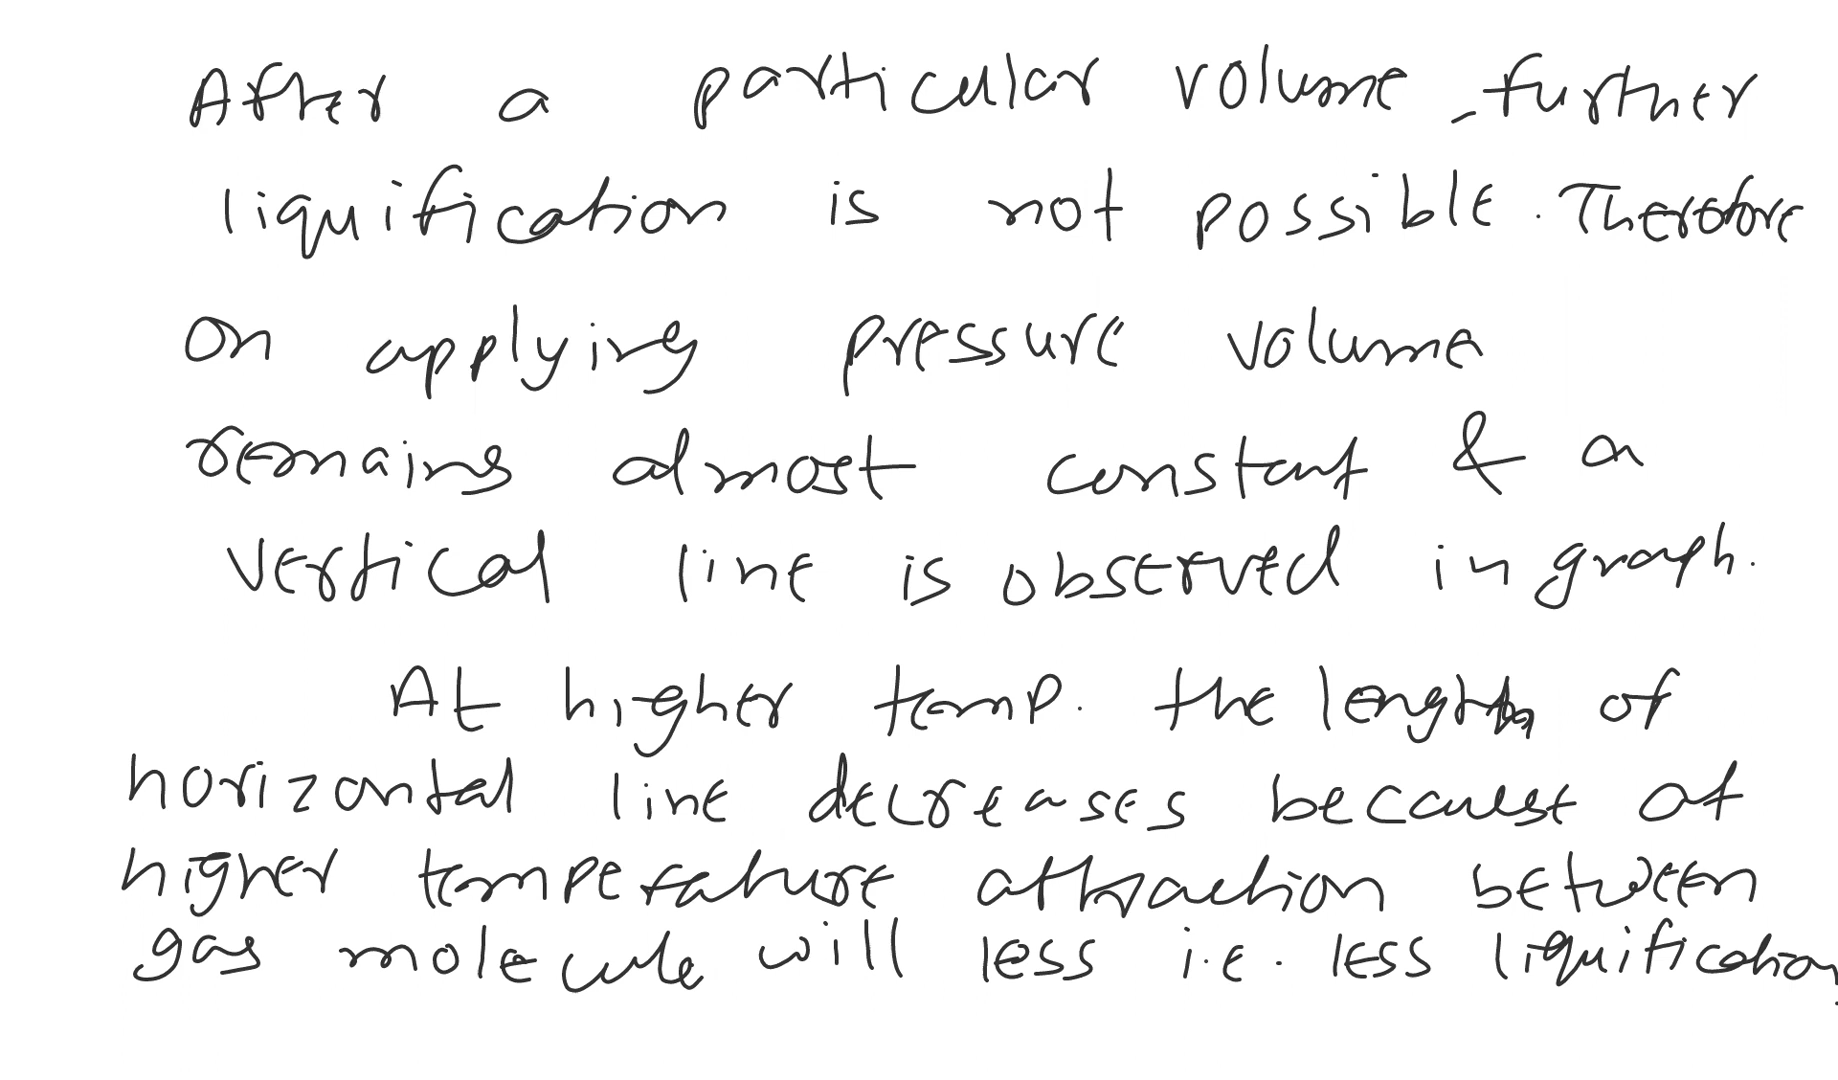 After a particular volume, further
liquification is not possible. Therefore
on applying pressure volume
remains almost constant & a
vertical line is observed in graph.
At higher temp. the length of
horizontal line decreases because at
higher temperature attraction between
gas molecule will less i.e. less liquification.